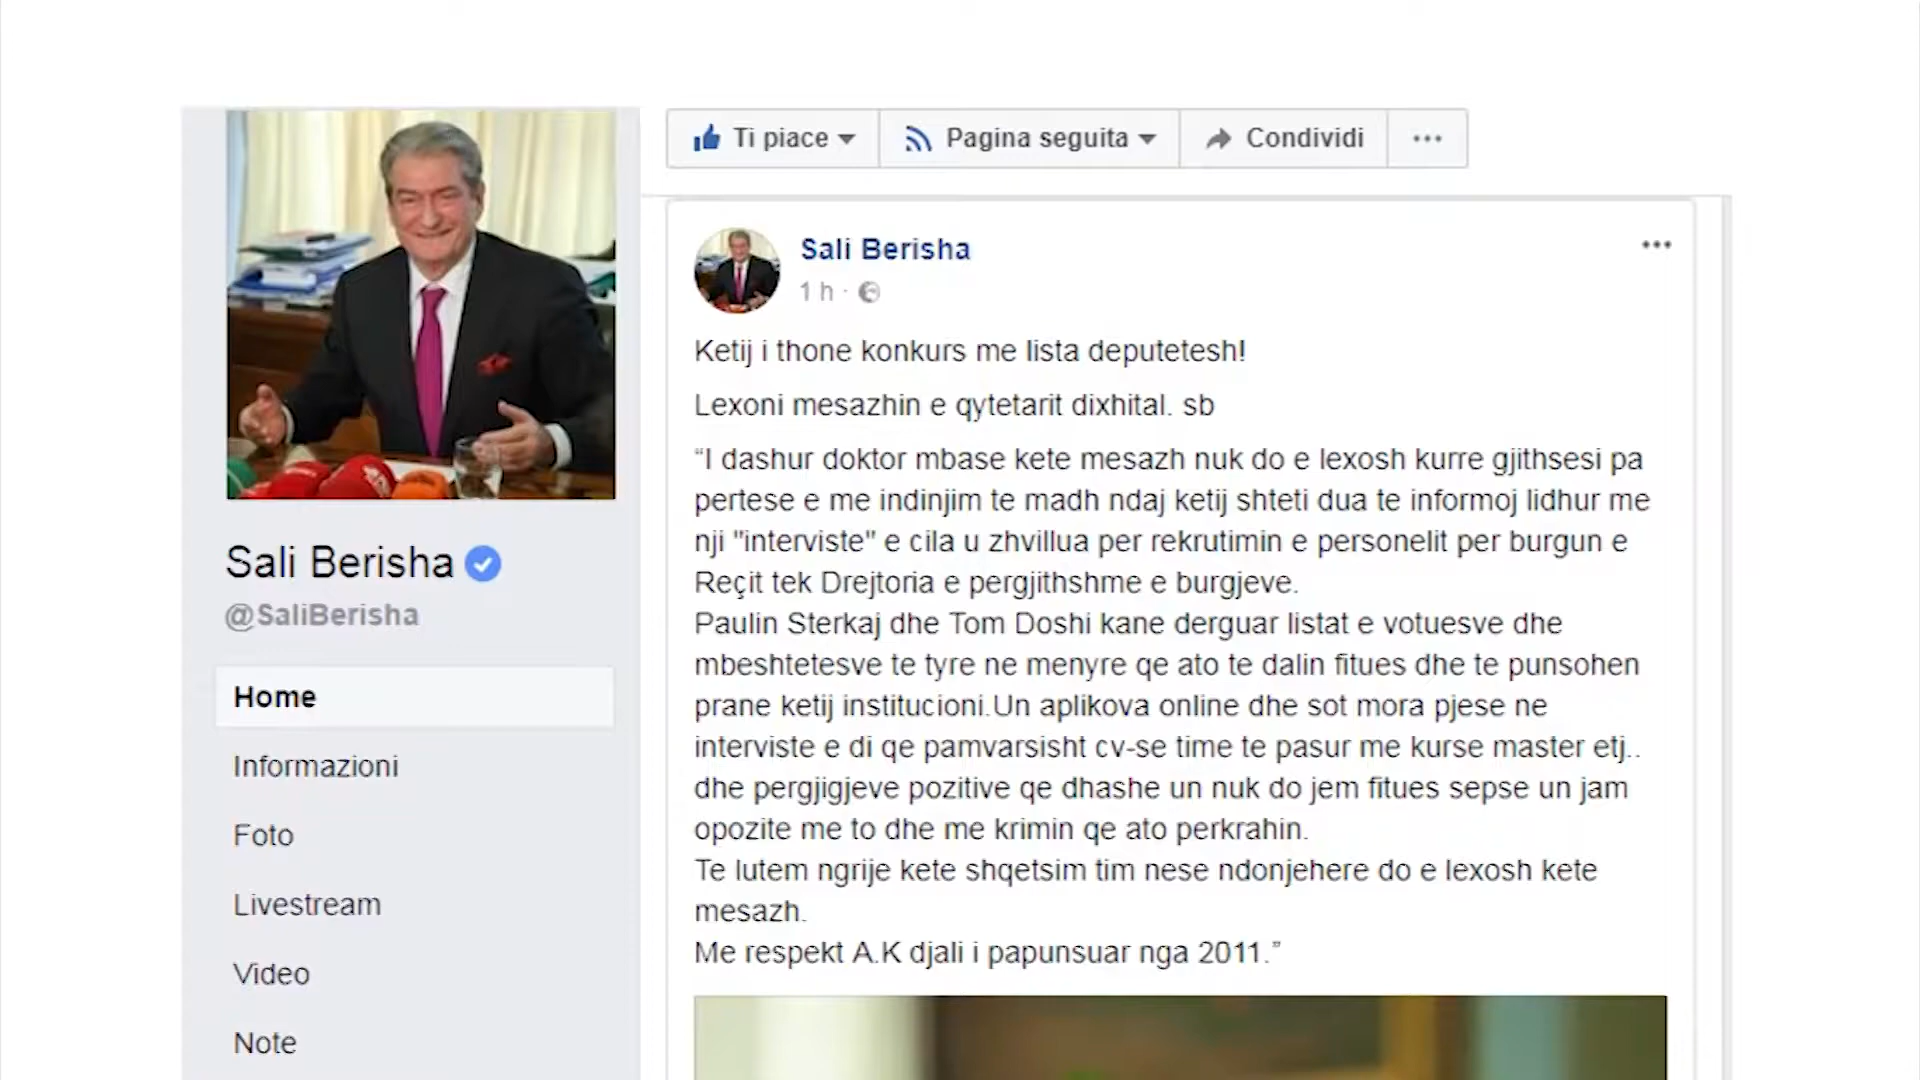 Ti piace
Pagina seguita
Condividi
Sali Berisha
1 h
Ketij i thone konkurs me lista deputetesh!
Lexoni mesazhin e qytetarit dixhital. sb
“I dashur doktor mbase kete mesazh nuk do e lexosh kurre gjithsesi pa
pertese e me indinjim te madh ndaj ketij shteti dua te informoj lidhur me
nji "interviste" e cila u zhvillua per rekrutimin e personelit per burgun e
Reçit tek Drejtoria e pergjithshme e burgjeve.
Paulin Sterkaj dhe Tom Doshi kane derguar listat e votuesve dhe
mbeshtetesve te tyre ne menyre qe ato te dalin fitues dhe te punsohen
prane ketij institucioni.Un aplikova online dhe sot mora pjese ne
interviste e di qe pamvarsisht cv-se time te pasur me kurse master etj..
dhe pergjigjeve pozitive qe dhashe un nuk do jem fitues sepse un jam
opozite me to dhe me krimin qe ato perkrahin.
Te lutem ngrije kete shqetsim tim nese ndonjehere do e lexosh kete
mesazh.
Me respekt A.K djali i papunsuar nga 2011.”
Sali Berisha
@SaliBerisha
Home
Informazioni
Foto
Livestream
Video
Note